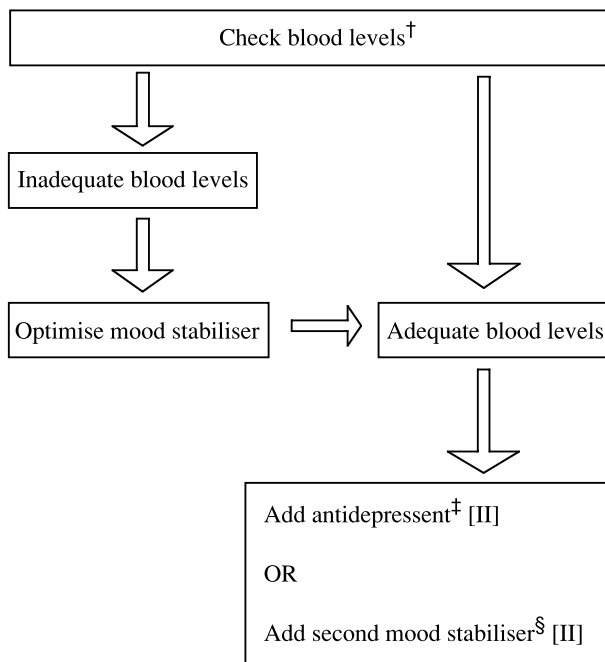 Check blood levels†
Inadequate blood levels
Optimise mood stabiliser
Adequate blood levels
Add antidepressent‡ [II]
OR
Add second mood stabiliser§ [II]